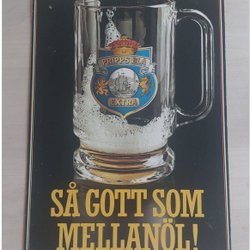 PRIPPS BLÅ
EXTRA
SÅ GOTT SOM
MELLANÖL!